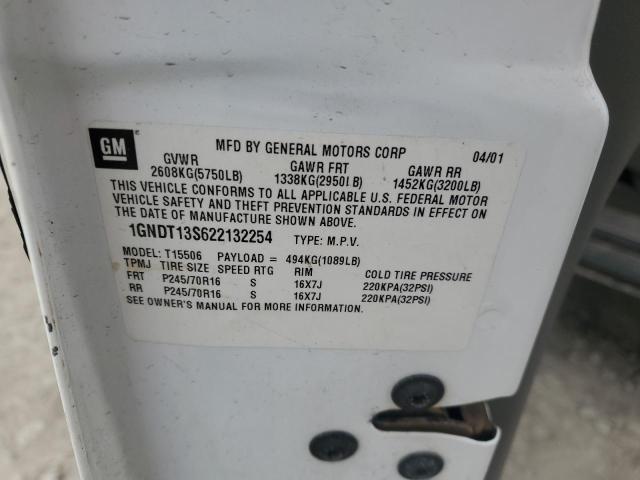 GM
MFD BY GENERAL MOTORS CORP 04/01
GVWR GAWR FRT GAWR RR
2608KG(5750LB) 1338KG(2950LB) 1452KG(3200LB)
THIS VEHICLE CONFORMS TO ALL APPLICABLE U.S. FEDERAL MOTOR
VEHICLE SAFETY AND THEFT PREVENTION STANDARDS IN EFFECT ON
THE DATE OF MANUFACTURE SHOWN ABOVE.
1GNDT13S622132254 TYPE: M.P.V.
MODEL: T15506 PAYLOAD = 494KG(1089LB)
TPMJ TIRE SIZE SPEED RTG RIM COLD TIRE PRESSURE
FRT P245/70R16 S 16X7J 220KPA(32PSI)
RR P245/70R16 S 16X7J 220KPA(32PSI)
SEE OWNER'S MANUAL FOR MORE INFORMATION.